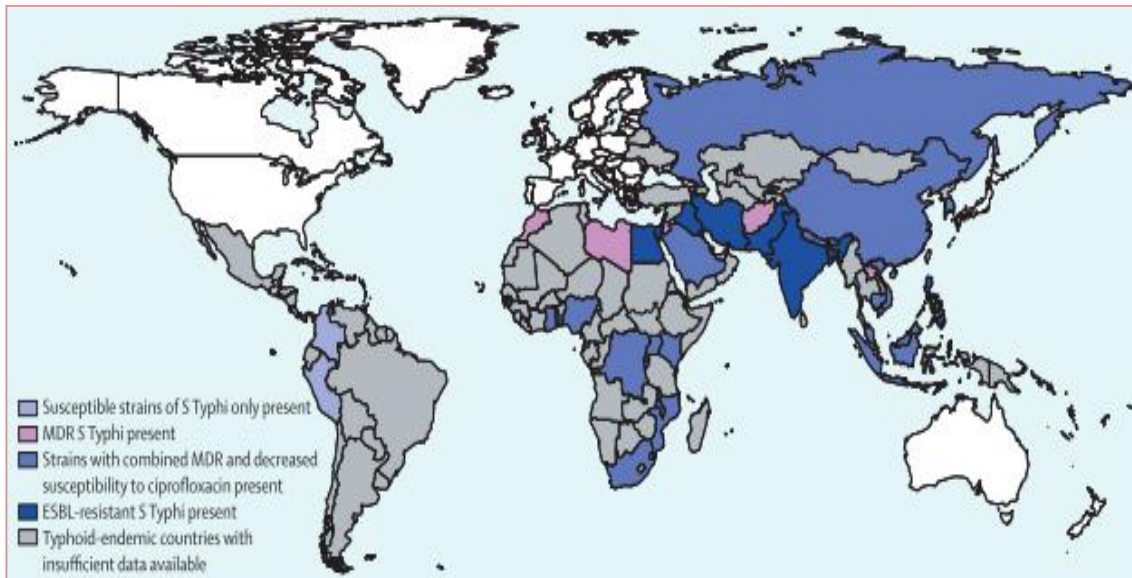 Susceptible strains of S Typhi only present
MDR S Typhi present
Strains with combined MDR and decreased
susceptibility to ciprofloxacin present
ESBL-resistant S Typhi present
Typhoid-endemic countries with
insufficient data available